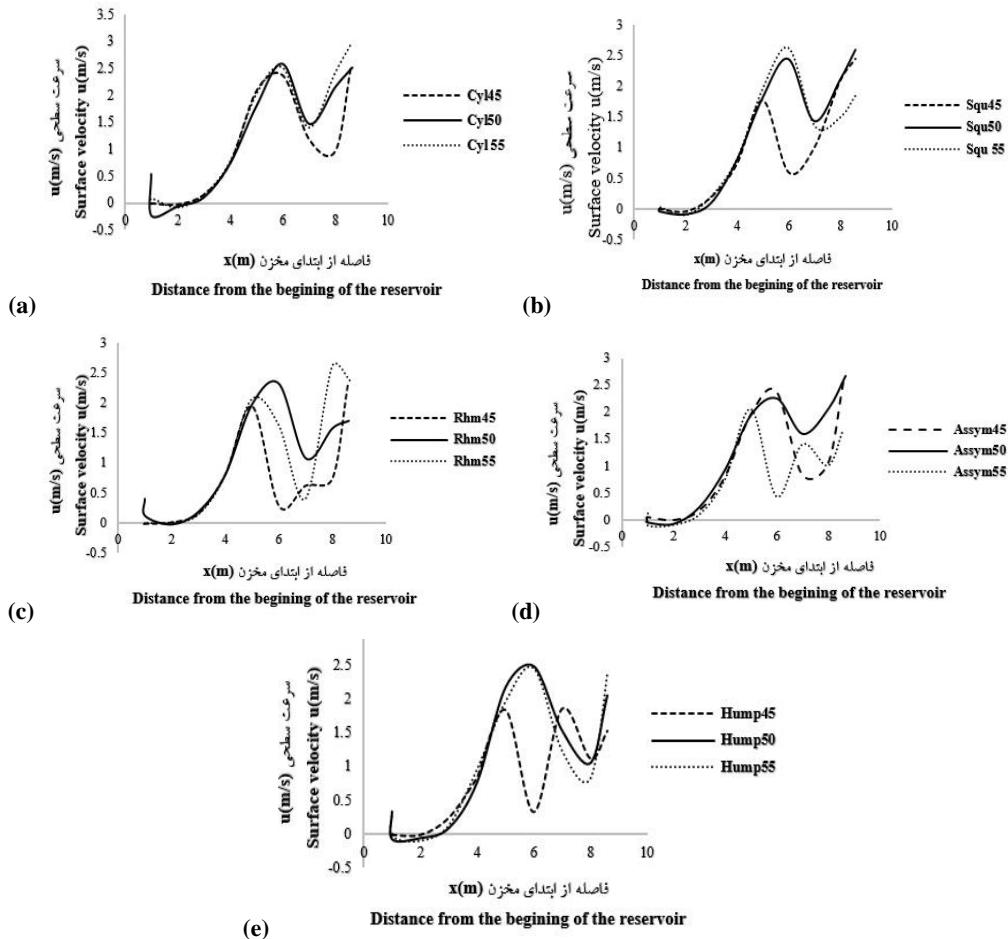 3.5
3
2.5
2
1.5
1
0.5
0
-0.5
0 2 4 6 8 10
سرعت سطحی u(m/s)
Surface velocity u(m/s)
Cyl45
Cyl50
Cyl55
فاصله از ابتدای مخزن x(m)
Distance from the begining of the reservoir
(a)
3
2.5
2
1.5
1
0.5
0
-0.5
0 2 4 6 8 10
سرعت سطحی u(m/s)
Surface velocity u(m/s)
Squ45
Squ50
Squ 55
فاصله از ابتدای مخزن x(m)
Distance from the begining of the reservoir
(b)
3
2.5
2
1.5
1
0.5
0
-0.5
0 2 4 6 8 10
سرعت سطحی u(m/s)
Surface velocity u(m/s)
Rhm45
Rhm50
Rhm55
فاصله از ابتدای مخزن x(m)
Distance from the begining of the reservoir
(c)
3
2.5
2
1.5
1
0.5
0
-0.5
0 2 4 6 8 10
سرعت سطحی u(m/s)
Surface velocity u(m/s)
Assym45
Assym50
Assym55
فاصله از ابتدای مخزن x(m)
Distance from the begining of the reservoir
(d)
2.5
2
1.5
1
0.5
0
-0.5
0 2 4 6 8 10
سرعت سطحی u(m/s)
Surface velocity u(m/s)
Hump45
Hump50
Hump55
فاصله از ابتدای مخزن x(m)
Distance from the begining of the reservoir
(e)